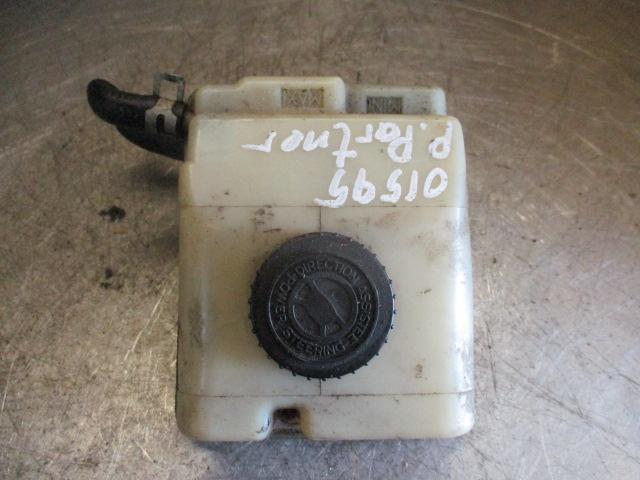 MAX
MIN
P. Partner
01595
POWER STEERING
DIRECTION ASSISTEE